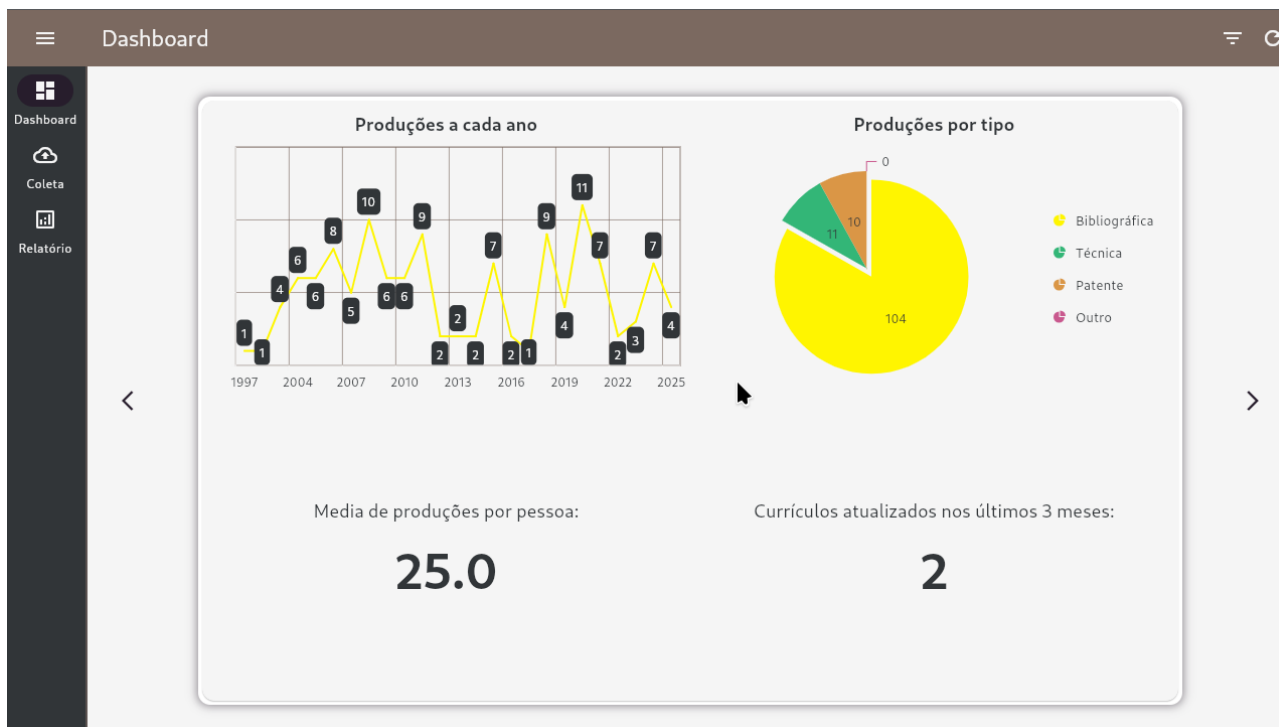 Dashboard
Dashboard
Coleta
Relatório
Produções a cada ano
1
1
4
6
6
8
5
10
6
6
9
2
2
2
7
2
1
9
4
11
7
2
3
7
4
1997 2004 2007 2010 2013 2016 2019 2022 2025
Produções por tipo
0
10
11
104
Bibliográfica
Técnica
Patente
Outro
Media de produções por pessoa:
25.0
Currículos atualizados nos últimos 3 meses:
2